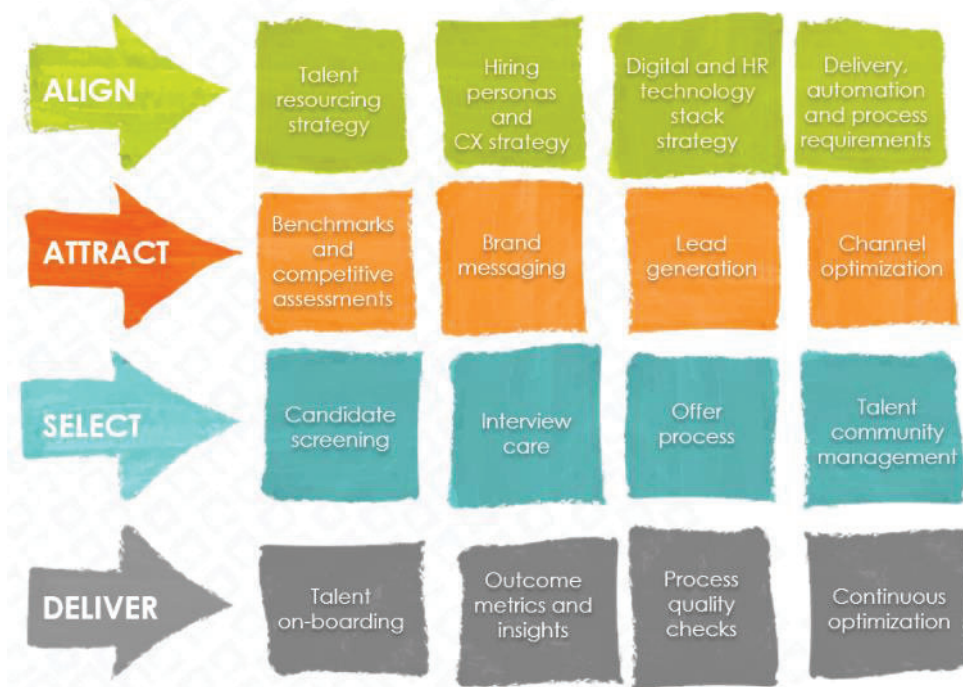 ALIGN
Talent
resourcing
strategy
Hiring
personas
and
CX strategy
Digital and HR
technology
stack
strategy
Delivery,
automation
and process
requirements
ATTRACT
Benchmarks
and
competitive
assessments
Brand
messaging
Lead
generation
Channel
optimization
SELECT
Candidate
screening
Interview
care
Offer
process
Talent
community
management
DELIVER
Talent
on-boarding
Outcome
metrics and
insights
Process
quality
checks
Continuous
optimization